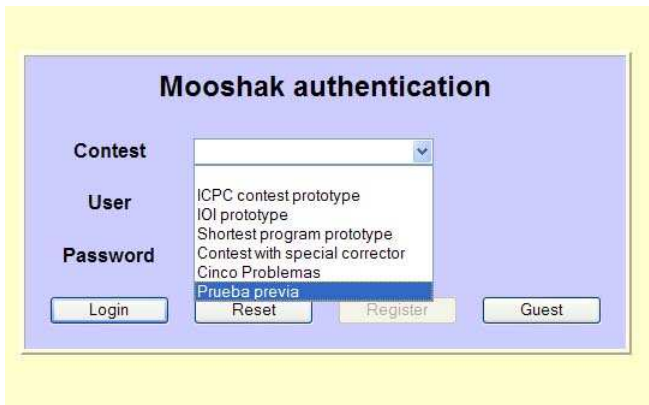 Mooshak authentication
Contest
ICPC contest prototype
User
IOI prototype
Shortest program prototype
Password
Contest with special corrector
Cinco Problemas
Prueba previa
Login Reset Register Guest